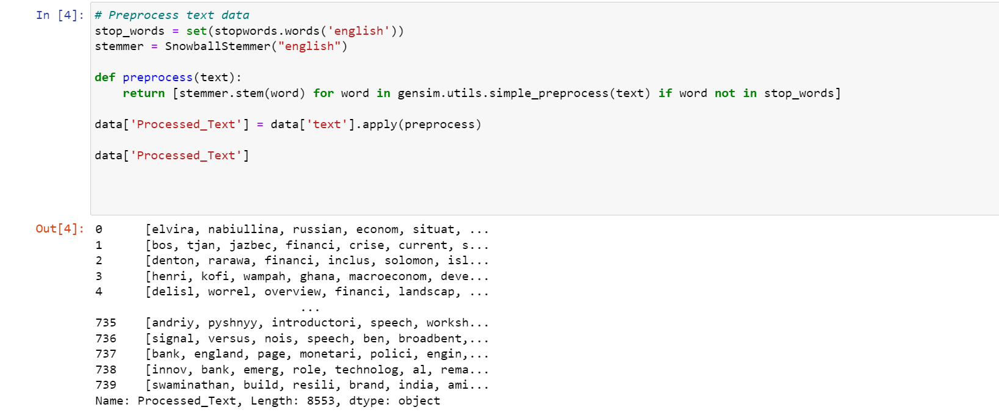 In [4]: # Preprocess text data
stop_words = set(stopwords.words('english'))
stemmer = SnowballStemmer("english")
def preprocess(text):
    return [stemmer.stem(word) for word in gensim.utils.simple_preprocess(text) if word not in stop_words]
data['Processed_Text'] = data['text'].apply(preprocess)
data['Processed_Text']
Out[4]: 0      [elvira, nabiullina, russian, econom, situat, ...
1      [bos, tjan, jazbec, financi, crise, current, s...
2      [denton, rarawa, financi, inclus, solomon, isl...
3      [henri, kofi, wampah, ghana, macroeconom, deve...
4      [delisl, worrel, overview, financi, landscap, ...
...
735    [andriy, pyshnyy, introductori, speech, worksh...
736    [signal, versus, nois, speech, ben, broadbent,...
737    [bank, england, page, monetari, polici, engin,...
738    [innov, bank, emerg, role, technolog, al, rema...
739    [swaminathan, build, resili, brand, india, ami...
Name: Processed_Text, Length: 8553, dtype: object